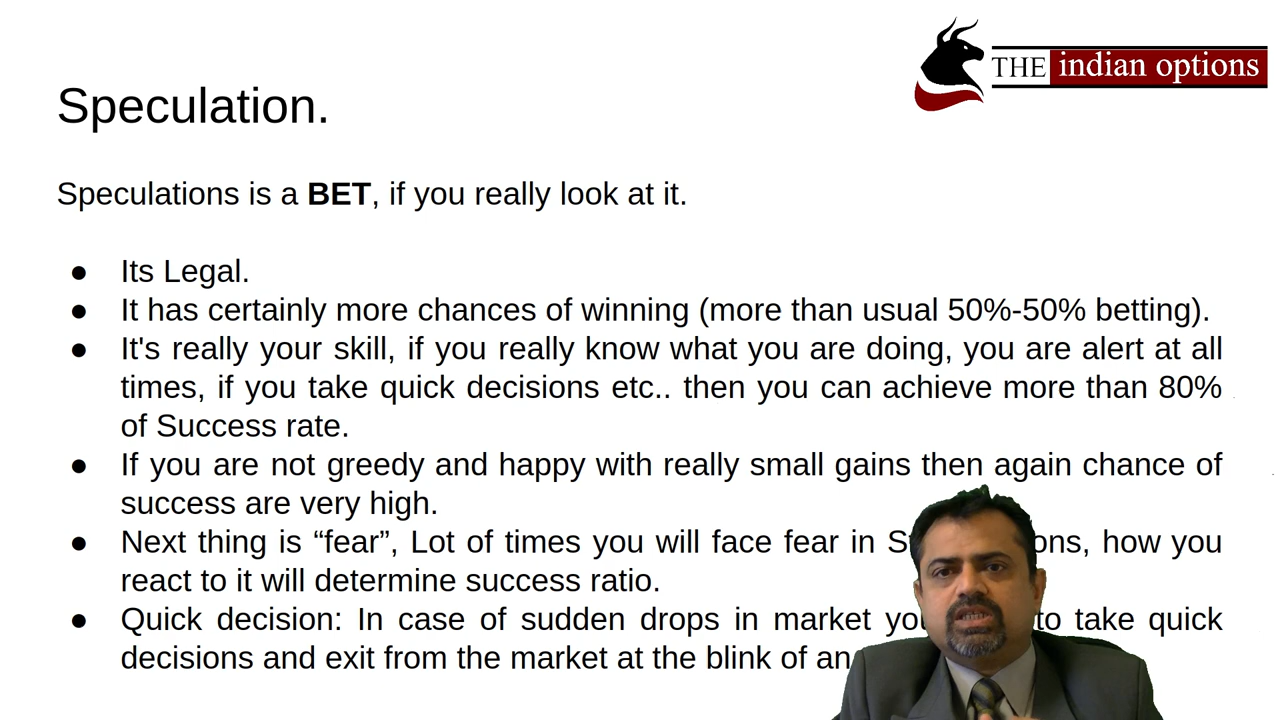 THE indian options
Speculation.
Speculations is a BET, if you really look at it.
● Its Legal.
● It has certainly more chances of winning (more than usual 50%-50% betting).
● It's really your skill, if you really know what you are doing, you are alert at all
times, if you take quick decisions etc.. then you can achieve more than 80%
of Success rate.
● If you are not greedy and happy with really small gains then again chance of
success are very high.
● Next thing is “fear”, Lot of times you will face fear in how you
react to it will determine success ratio.
● Quick decision: In case of sudden drops in market to take quick
decisions and exit from the market at the blink of an